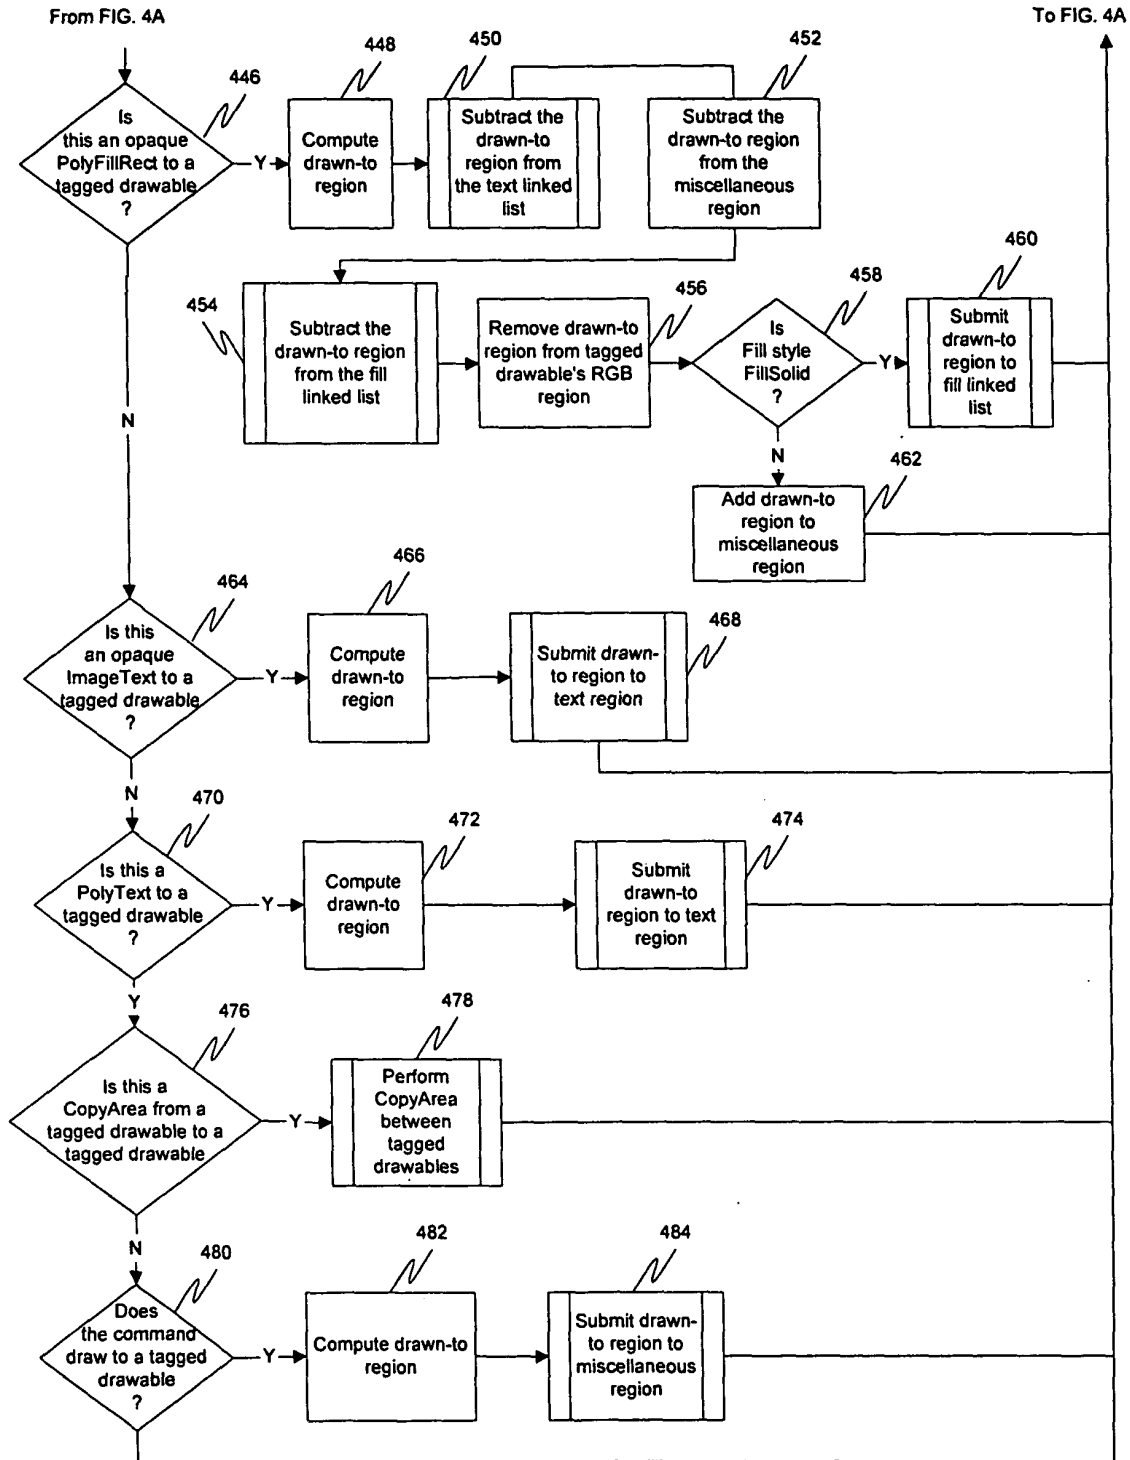 From FIG. 4A
To FIG. 4A
446
Is
this an opaque
PolyFillRect to a
tagged drawable
?
Y
448
Compute
drawn-to
region
450
Subtract the
drawn-to
region from
the text linked
list
452
Subtract the
drawn-to region
from the
miscellaneous
region
N
454
Subtract the
drawn-to region
from the fill
linked list
456
Remove drawn-to
region from tagged
drawable's RGB
region
458
Is
Fill style
FillSolid
?
Y
460
Submit
drawn-to
region to
fill linked
list
N
462
Add drawn-to
region to
miscellaneous
region
464
Is this
an opaque
ImageText to a
tagged drawable
?
Y
466
Compute
drawn-to
region
468
Submit drawn-
to region to
text region
N
470
Is this a
PolyText to a
tagged drawable
?
Y
472
Compute
drawn-to
region
474
Submit
drawn-to
region to text
region
Y
476
Is this a
CopyArea from a
tagged drawable to a
tagged drawable
Y
478
Perform
CopyArea
between
tagged
drawables
N
480
Does
the command
draw to a tagged
drawable
?
Y
482
Compute drawn-to
region
484
Submit drawn-
to region to
miscellaneous
region